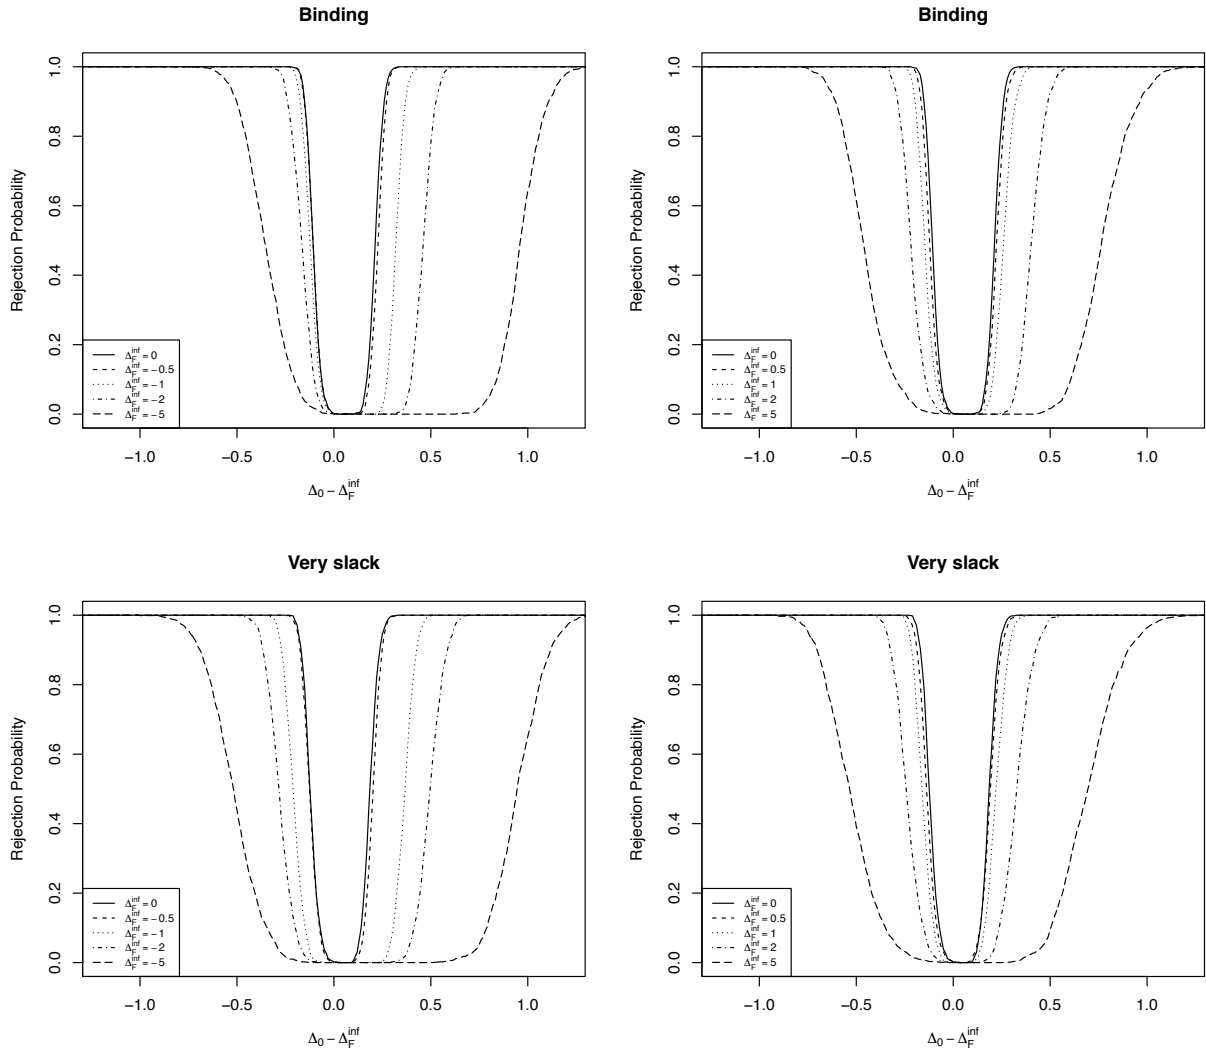 Binding
Rejection Probability
1.0
0.8
0.6
0.4
0.2
0.0
Δ_F^inf = 0
Δ_F^inf = −0.5
Δ_F^inf = −1
Δ_F^inf = −2
Δ_F^inf = −5
−1.0 −0.5 0.0 0.5 1.0
Δ_0 − Δ_F^inf
Binding
Rejection Probability
1.0
0.8
0.6
0.4
0.2
0.0
Δ_F^inf = 0
Δ_F^inf = 0.5
Δ_F^inf = 1
Δ_F^inf = 2
Δ_F^inf = 5
−1.0 −0.5 0.0 0.5 1.0
Δ_0 − Δ_F^inf
Very slack
Rejection Probability
1.0
0.8
0.6
0.4
0.2
0.0
Δ_F^inf = 0
Δ_F^inf = −0.5
Δ_F^inf = −1
Δ_F^inf = −2
Δ_F^inf = −5
−1.0 −0.5 0.0 0.5 1.0
Δ_0 − Δ_F^inf
Very slack
Rejection Probability
1.0
0.8
0.6
0.4
0.2
0.0
Δ_F^inf = 0
Δ_F^inf = 0.5
Δ_F^inf = 1
Δ_F^inf = 2
Δ_F^inf = 5
−1.0 −0.5 0.0 0.5 1.0
Δ_0 − Δ_F^inf